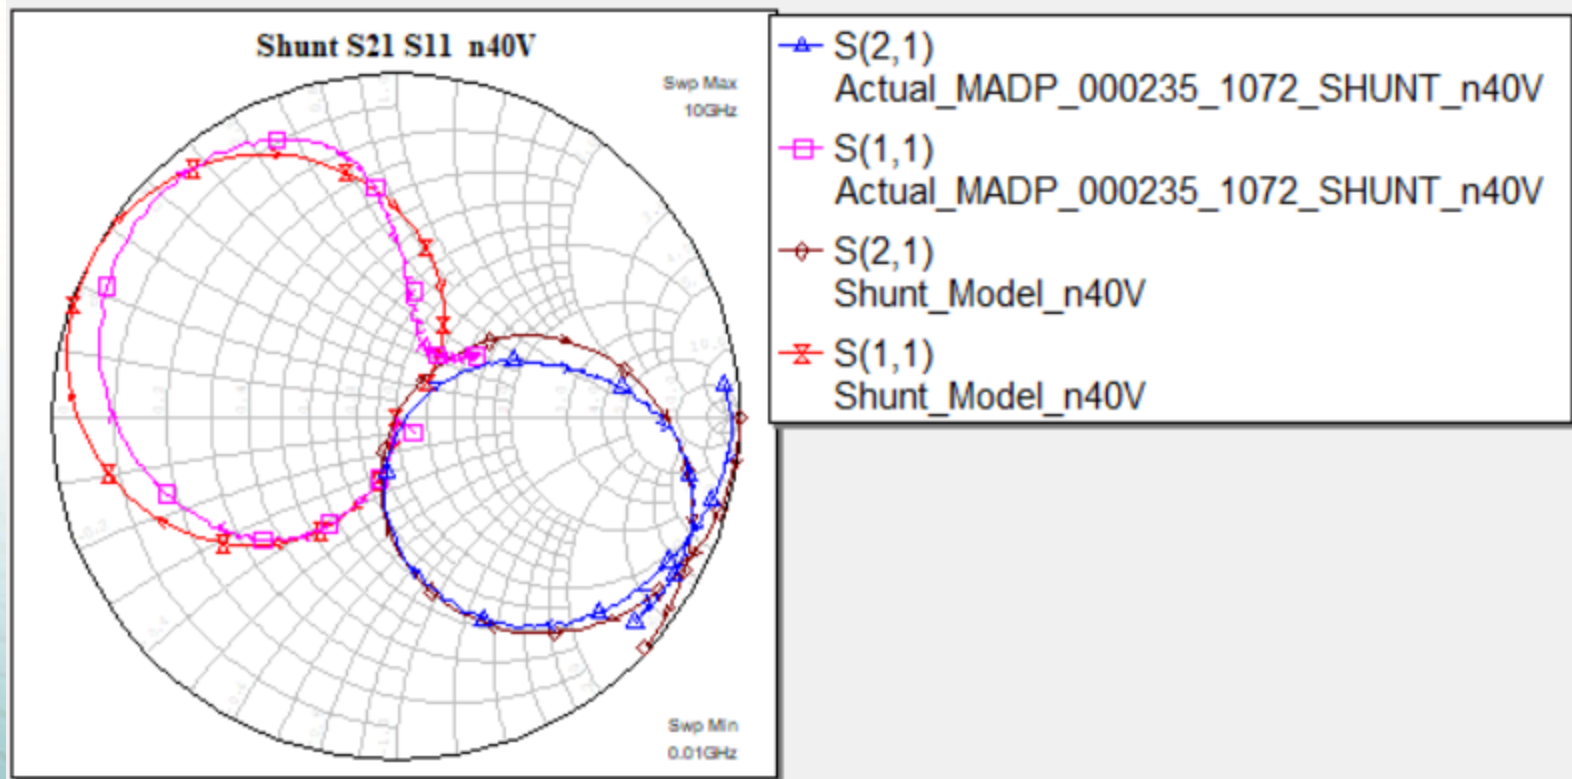 Shunt S21 S11 n40V
Swp Max
10GHz
Swp Min
0.01GHz
S(2,1)
Actual_MADP_000235_1072_SHUNT_n40V
S(1,1)
Actual_MADP_000235_1072_SHUNT_n40V
S(2,1)
Shunt_Model_n40V
S(1,1)
Shunt_Model_n40V